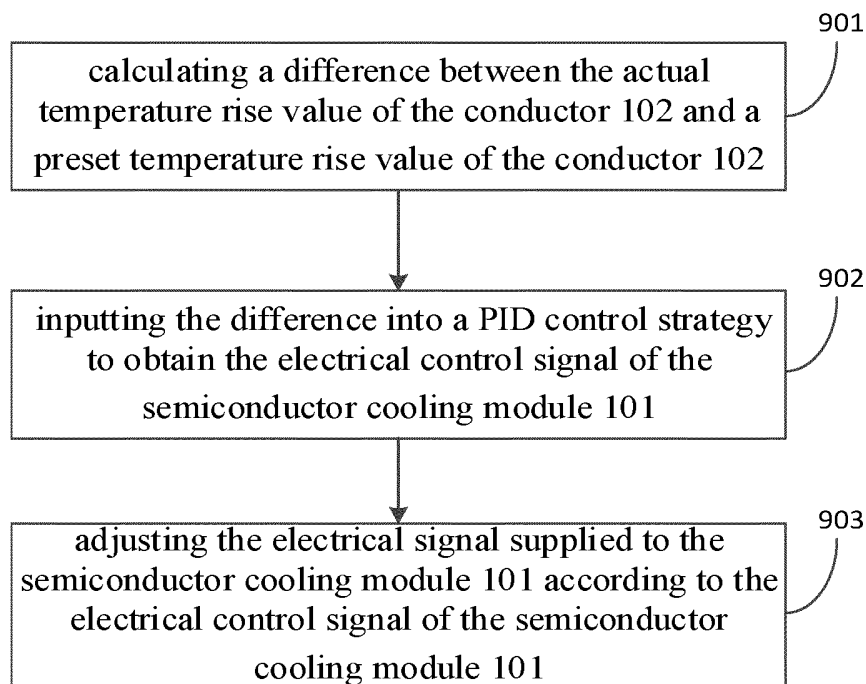 901
calculating a difference between the actual
temperature rise value of the conductor 102 and a
preset temperature rise value of the conductor 102
902
inputting the difference into a PID control strategy
to obtain the electrical control signal of the
semiconductor cooling module 101
903
adjusting the electrical signal supplied to the
semiconductor cooling module 101 according to the
electrical control signal of the semiconductor
cooling module 101